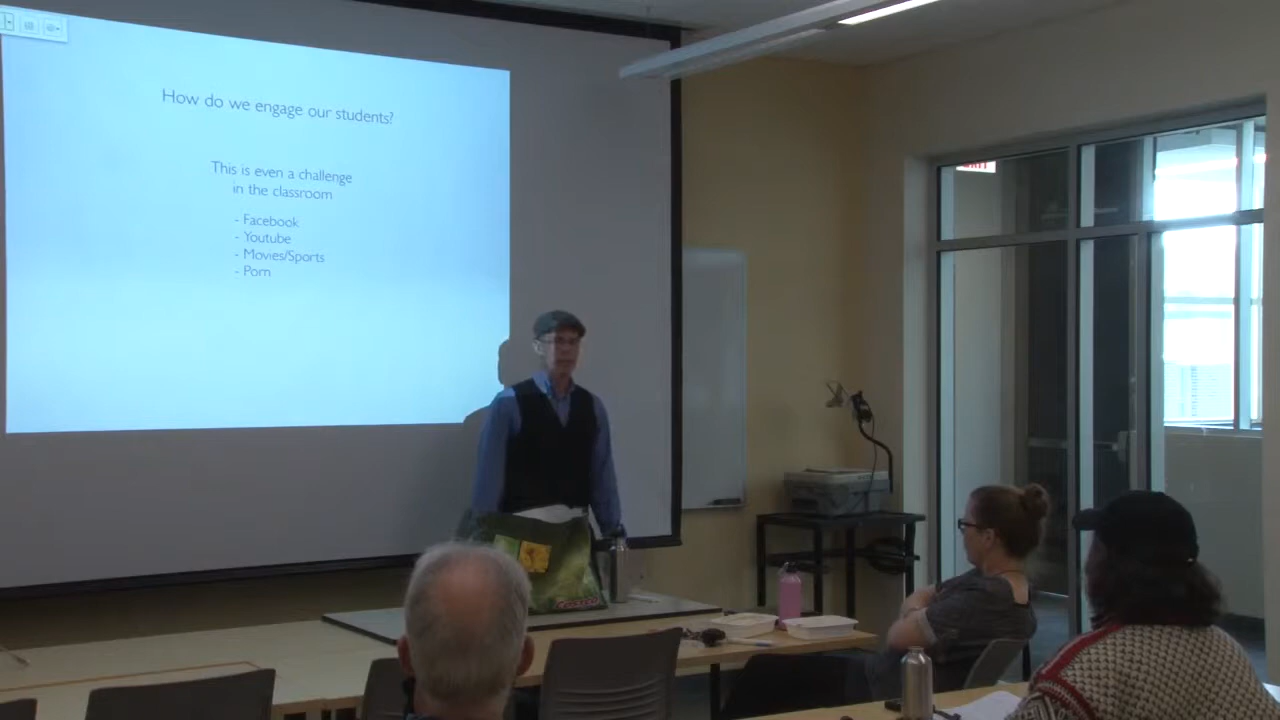 How do we engage our students?
This is even a challenge
in the classroom
- Facebook
- Youtube
- Movies/Sports
- Porn